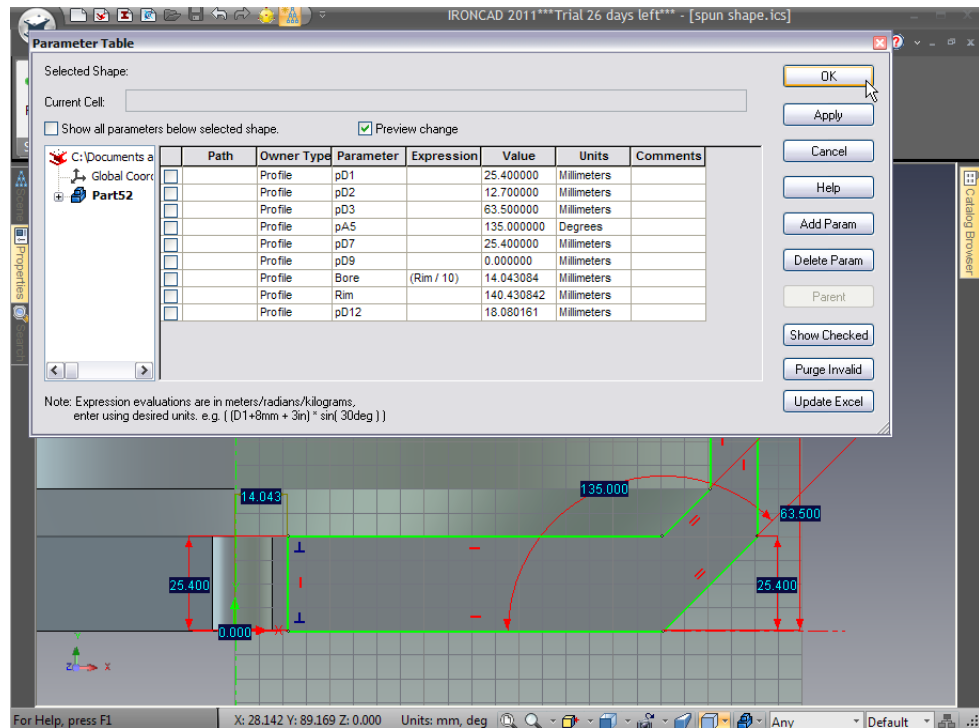 IRONCAD 2011***Trial 26 days left*** - [spun shape.ics]
Parameter Table
Selected Shape:
OK
Current Cell:
Apply
Show all parameters below selected shape.
Preview change
Cancel
Help
Add Param
Delete Param
Parent
Show Checked
Purge Invalid
Update Excel
C:\Documents a
Global Coord
Part52
Path Owner Type Parameter Expression Value Units Comments
Profile pD1 25.400000 Millimeters
Profile pD2 12.700000 Millimeters
Profile pD3 63.500000 Millimeters
Profile pA5 135.000000 Degrees
Profile pD7 25.400000 Millimeters
Profile pD9 0.000000 Millimeters
Profile Bore (Rim / 10) 14.043084 Millimeters
Profile Rim 140.430842 Millimeters
Profile pD12 18.080161 Millimeters
Note: Expression evaluations are in meters/radians/kilograms,
enter using desired units. e.g. ( (D1+8mm + 3in) * sin( 30deg ) )
Scene
Properties
Search
Catalog Browser
14.043
135.000
63.500
25.400
25.400
0.000
Y
X
Y
Z
X
For Help, press F1
X: 28.142 Y: 89.169 Z: 0.000 Units: mm, deg
Any
Default